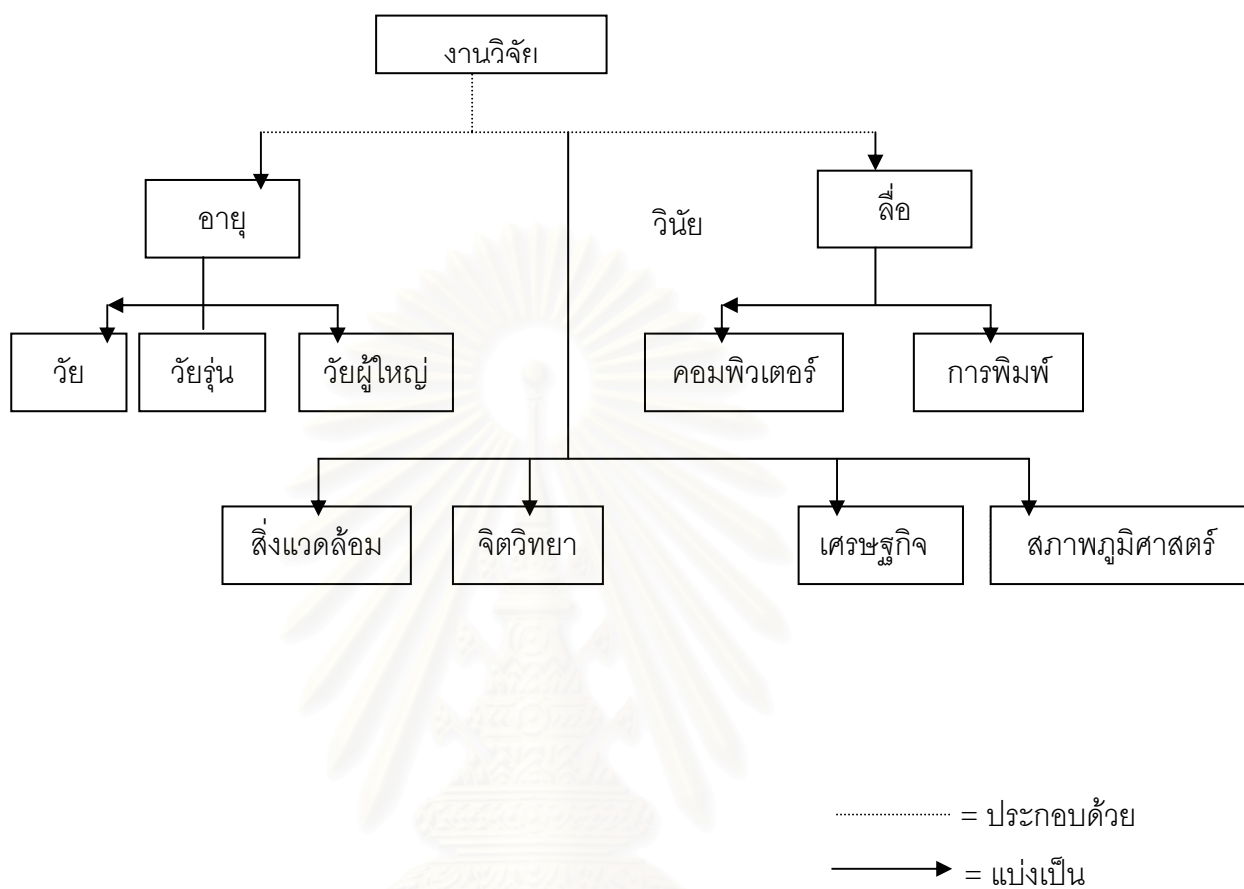 งานวิจัย
อายุ
วินัย
สื่อ
วัย
วัยรุ่น
วัยผู้ใหญ่
คอมพิวเตอร์
การพิมพ์
สิ่งแวดล้อม
จิตวิทยา
เศรษฐกิจ
สภาพภูมิศาสตร์
= ประกอบด้วย
= แบ่งเป็น